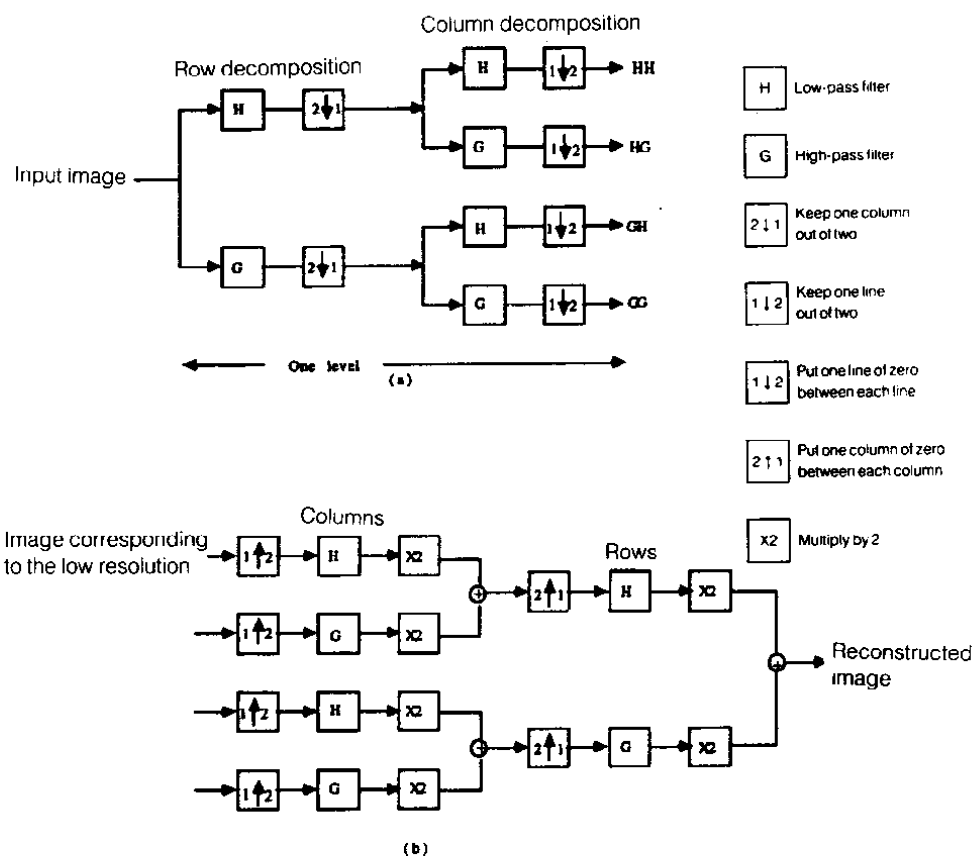 Column decomposition
Row decomposition
H 1↓2 HH
H 2↓1
G 1↓2 HG
Input image
H 1↓2 GH
G 2↓1
G 1↓2 GG
One level
(a)
H Low-pass filter
G High-pass filter
2↓1 Keep one column
out of two
1↓2 Keep one line
out of two
1↓2 Put one line of zero
between each line
2↑1 Put one column of zero
between each column
X2 Multiply by 2
Columns
Rows
Image corresponding
to the low resolution
1↑2 H X2
2↑1 H X2
+
1↑2 G X2
+
Reconstructed
image
1↑2 H X2
+
2↑1 G X2
1↑2 G X2
(b)